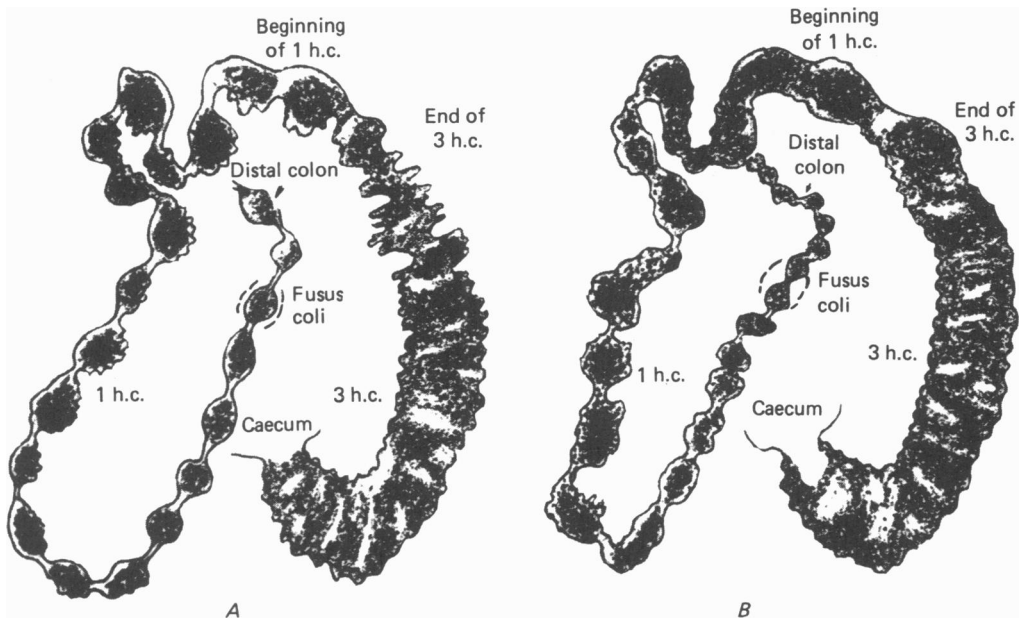 Beginning
of 1 h.c.
End of
3 h.c.
Distal colon
Fusus
coli
1 h.c.
3 h.c.
Caecum
A
Beginning
of 1 h.c.
End of
3 h.c.
Distal
colon
Fusus
coli
3 h.c.
1 h.c.
Caecum
B